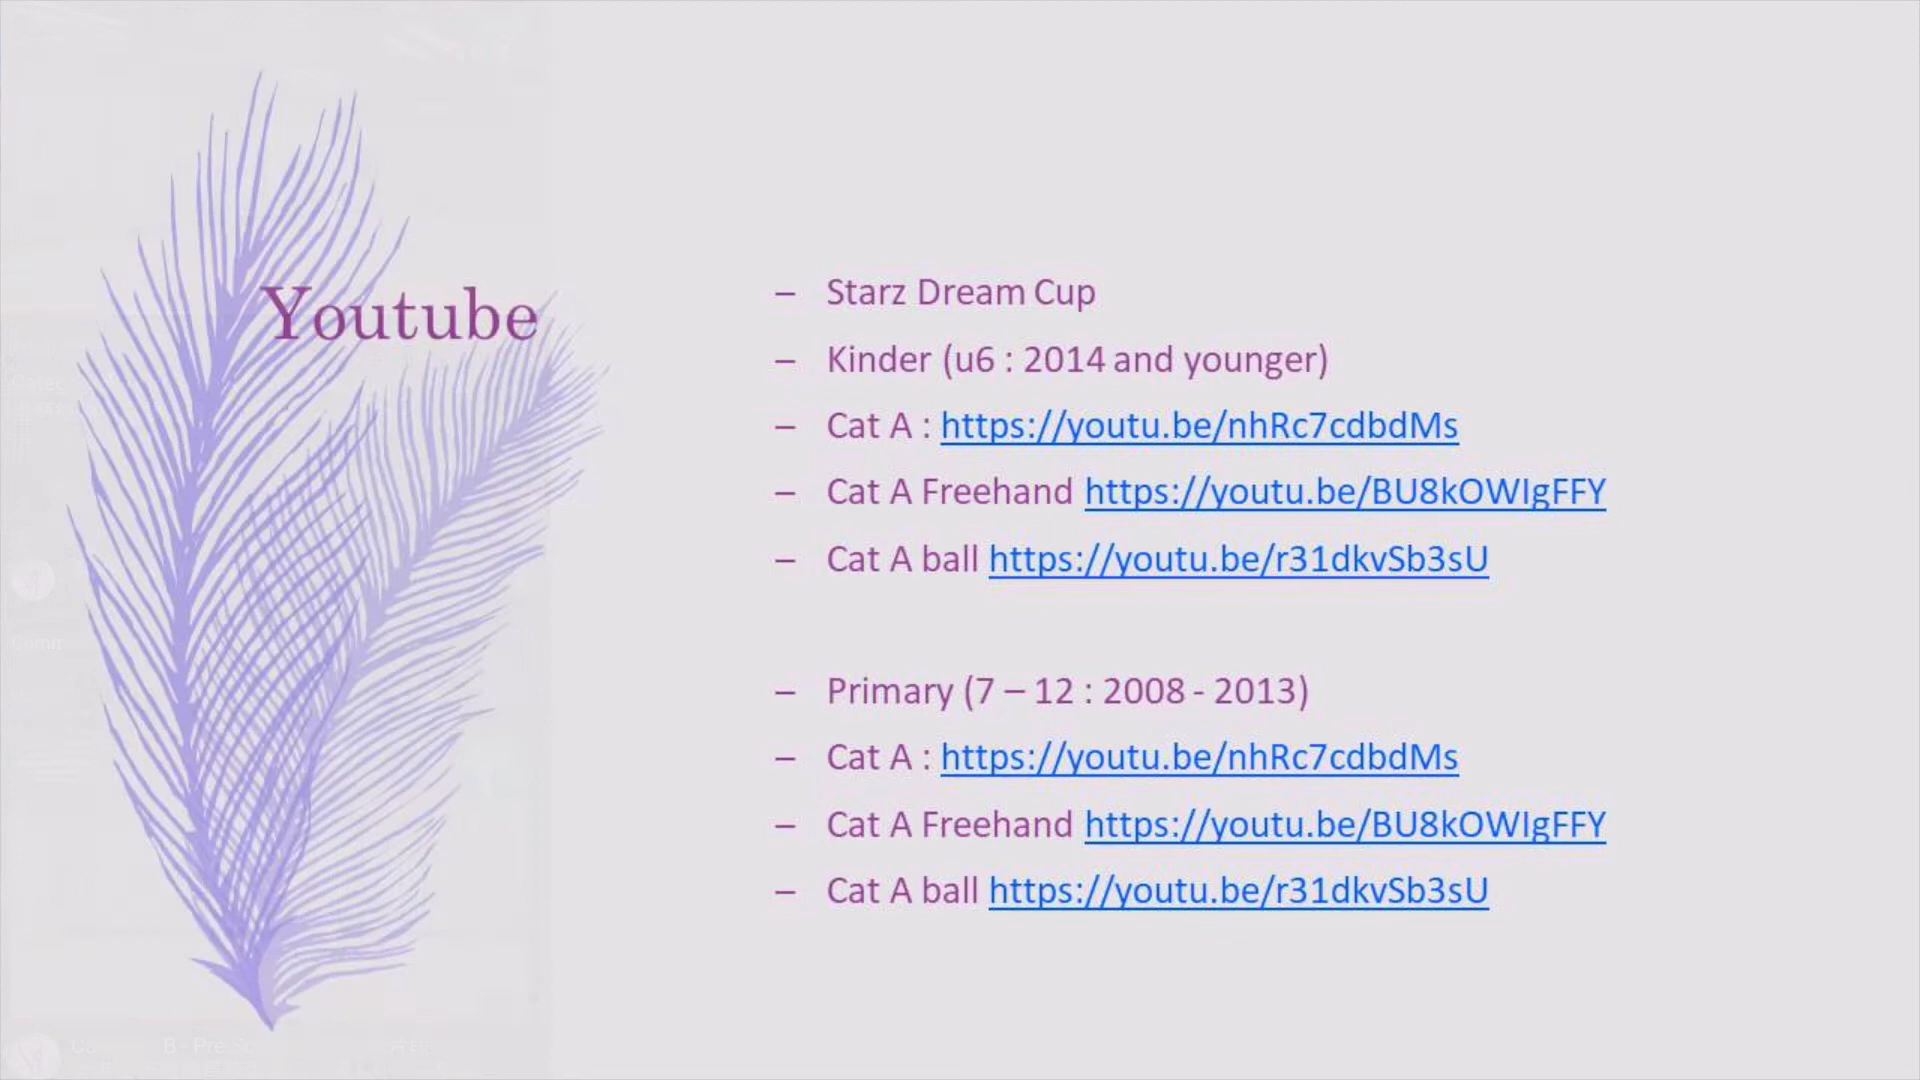 Youtube
– Starz Dream Cup
– Kinder (u6 : 2014 and younger)
– Cat A : https://youtu.be/nhRc7cdbdMs
– Cat A Freehand https://youtu.be/BU8kOWIgFFY
– Cat A ball https://youtu.be/r31dkvSb3sU
– Primary (7 – 12 : 2008 - 2013)
– Cat A : https://youtu.be/nhRc7cdbdMs
– Cat A Freehand https://youtu.be/BU8kOWIgFFY
– Cat A ball https://youtu.be/r31dkvSb3sU